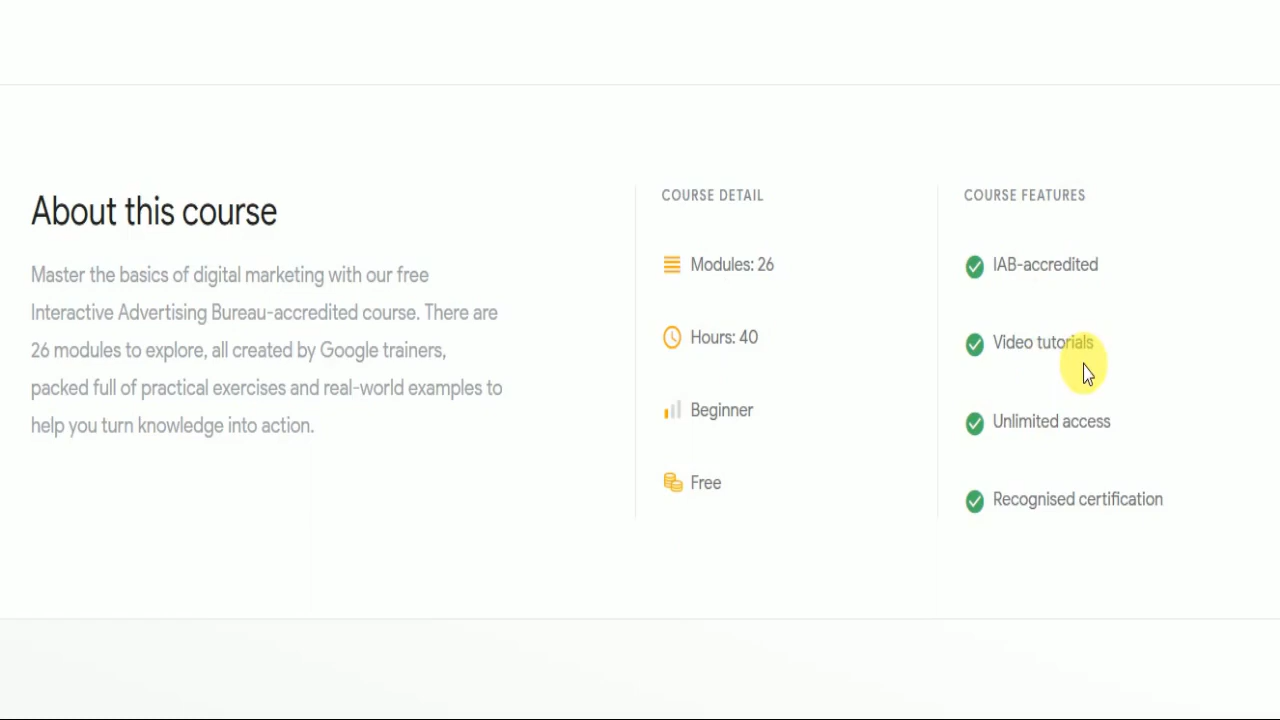 About this course
Master the basics of digital marketing with our free
Interactive Advertising Bureau-accredited course. There are
26 modules to explore, all created by Google trainers,
packed full of practical exercises and real-world examples to
help you turn knowledge into action.
COURSE DETAIL
Modules: 26
Hours: 40
Beginner
Free
COURSE FEATURES
IAB-accredited
Video tutorials
Unlimited access
Recognised certification